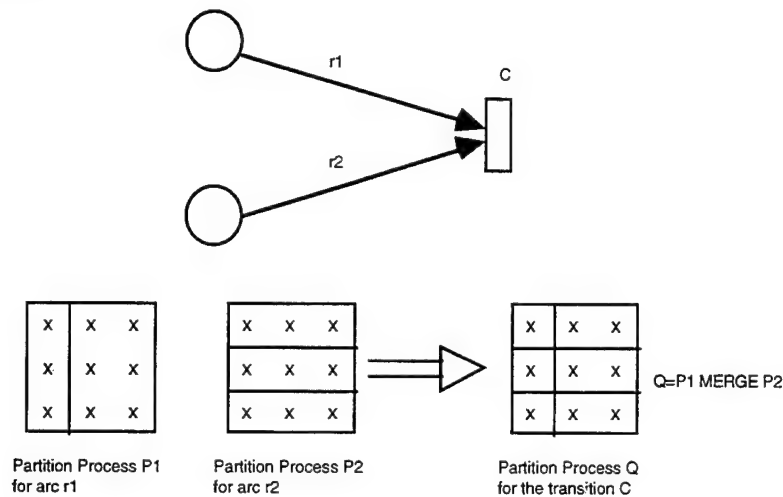 r1
C
r2
x x x
x x x
x x x
x x x
x x x
x x x
x x x
x x x
x x x
Q=P1 MERGE P2
Partition Process P1
for arc r1
Partition Process P2
for arc r2
Partition Process Q
for the transition C